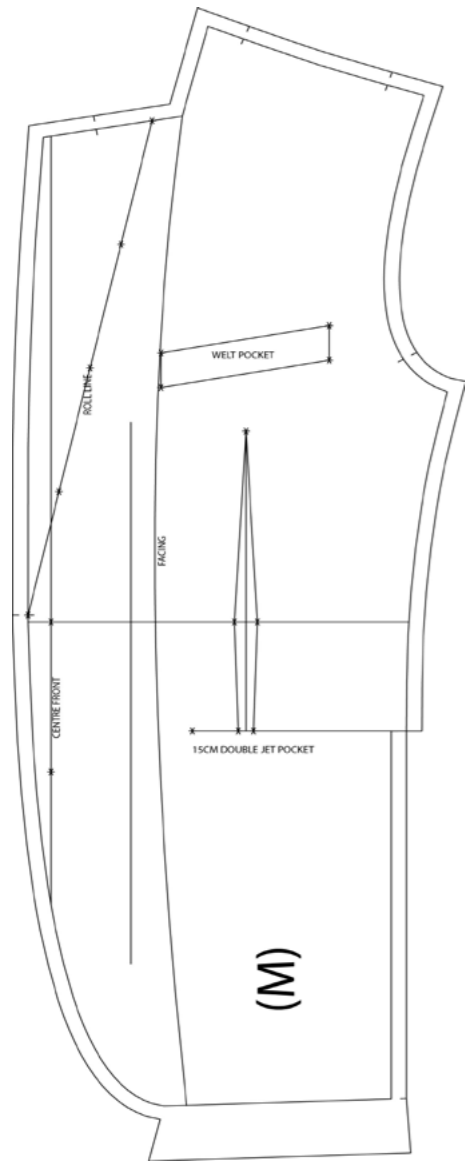 WELT POCKET
ROLL LINE
FACING
CENTRE FRONT
15CM DOUBLE JET POCKET
(M)